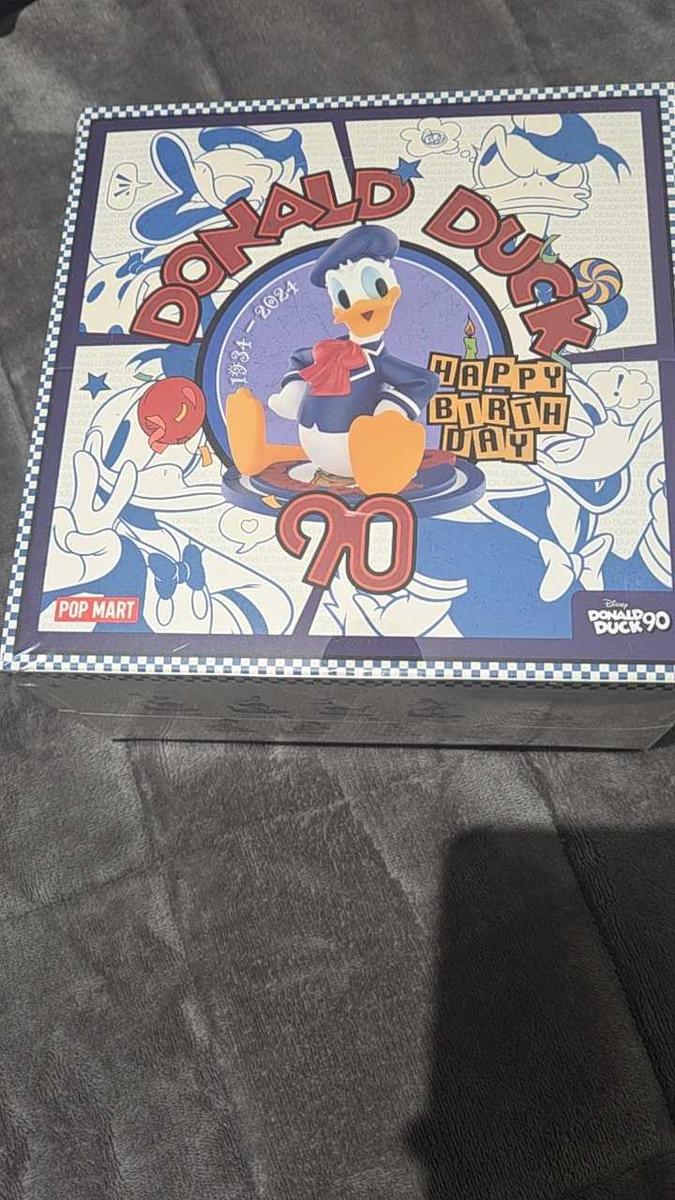 DONALD DUCK
1934-2024
HAPPY
BIRTH
DAY
90
POP MART
Disney
DONALD
DUCK 90